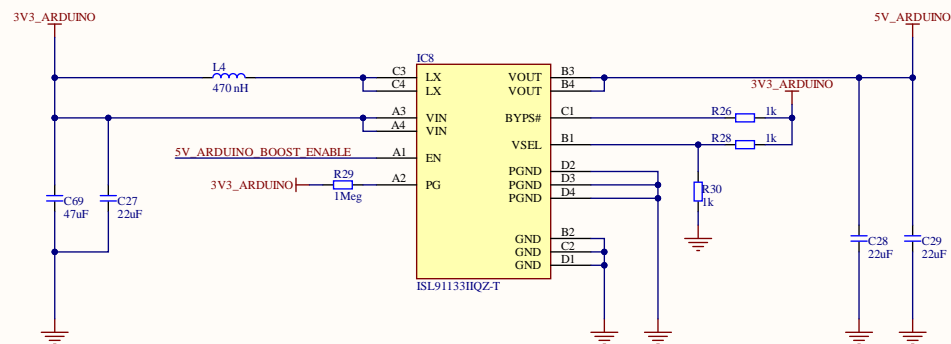 3V3_ARDUINO
5V_ARDUINO
IC8
L4
470 nH
C3
LX
C4
LX
VOUT
B3
VOUT
B4
3V3_ARDUINO
A3
VIN
A4
VIN
BYPS#
C1
R26
1k
VSEL
B1
R28
1k
5V_ARDUINO_BOOST_ENABLE
A1
EN
3V3_ARDUINO
R29
1Meg
A2
PG
PGND
D2
PGND
D3
PGND
D4
R30
1k
C69
47uF
C27
22uF
GND
B2
GND
C2
GND
D1
C28
22uF
C29
22uF
ISL91133IIQZ-T